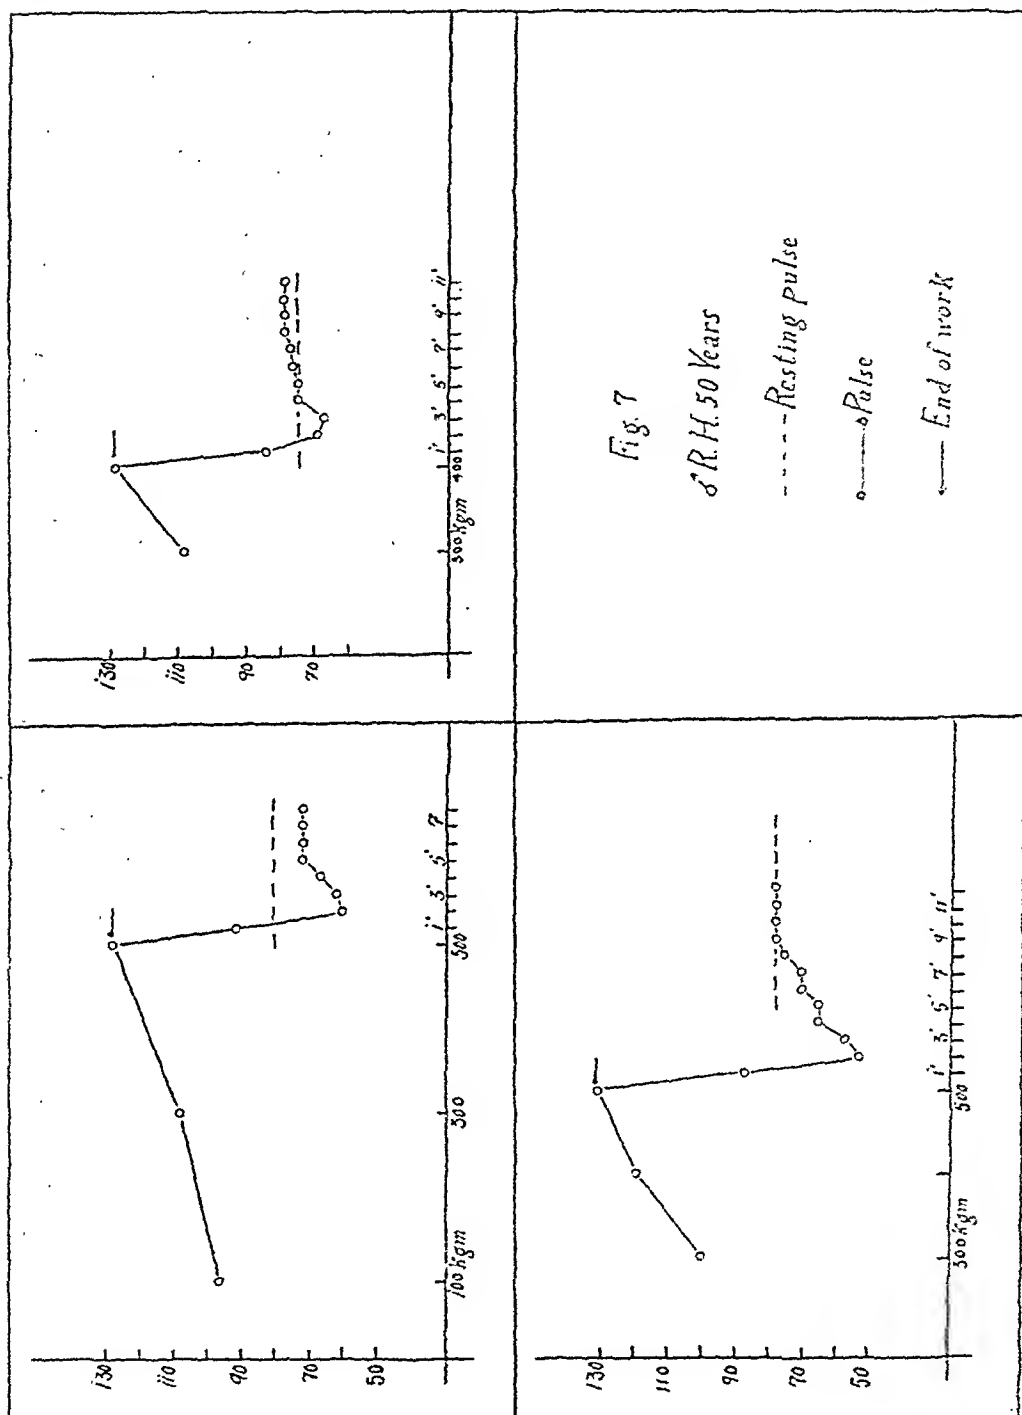 130
110
90
70
50
100 Kgm 300 500 1' 3' 5' 7'
130
110
90
70
300 Kgm 400 1' 3' 5' 7' 9' 11'
130
110
90
70
50
300 Kgm 500 1' 3' 5' 7' 9' 11'
Fig. 7
♂ R.H. 50 Years
Resting pulse
Pulse
End of work